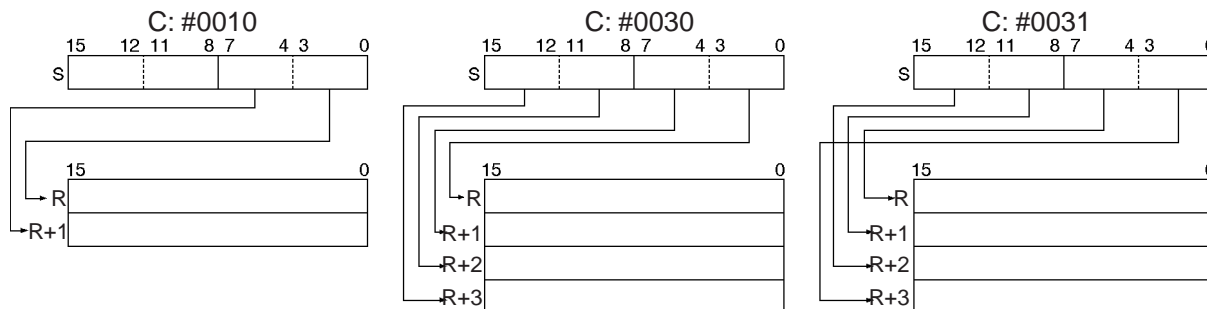 C: #0010
15 12 11 8 7 4 3 0
S
15 0
R
R+1
C: #0030
15 12 11 8 7 4 3 0
S
15 0
R
R+1
R+2
R+3
C: #0031
15 12 11 8 7 4 3
S
15
R
R+1
R+2
R+3